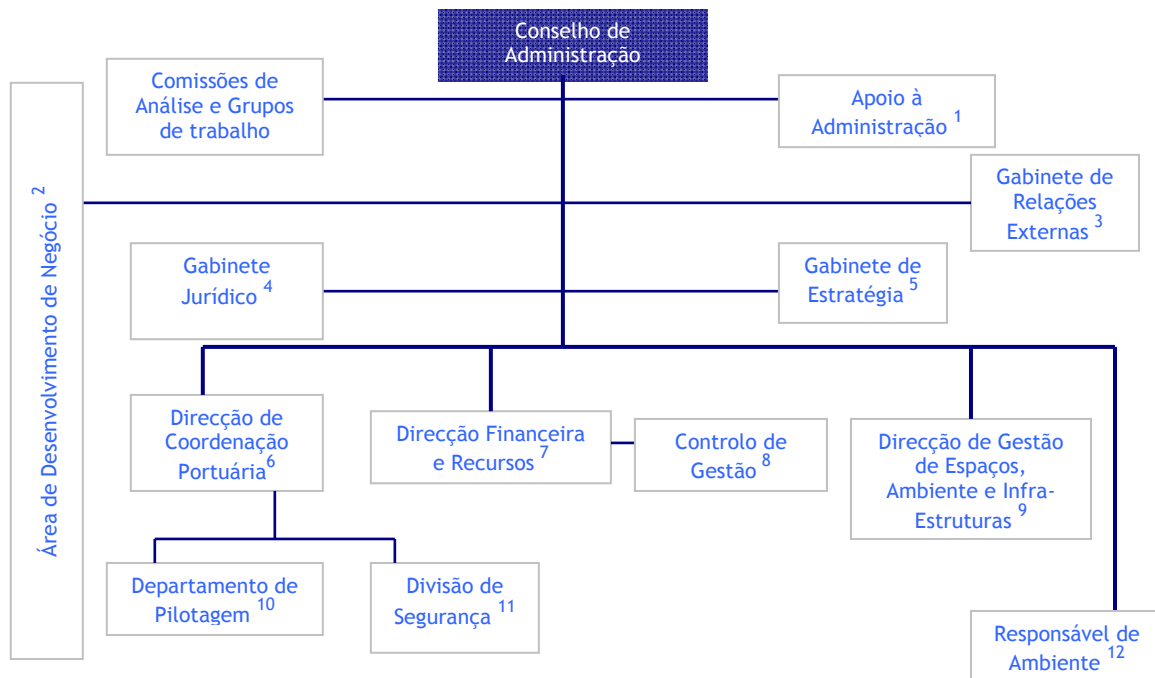 Conselho de
Administração
Comissões de
Análise e Grupos
de trabalho
Apoio à
Administração 1
Área de Desenvolvimento de Negócio 2
Gabinete de
Relações
Externas 3
Gabinete
Jurídico 4
Gabinete de
Estratégia 5
Direcção de
Coordenação
Portuária6
Direcção Financeira
e Recursos 7
Controlo de
Gestão 8
Direcção de Gestão
de Espaços,
Ambiente e Infra-
Estruturas 9
Departamento de
Pilotagem 10
Divisão de
Segurança 11
Responsável de
Ambiente 12